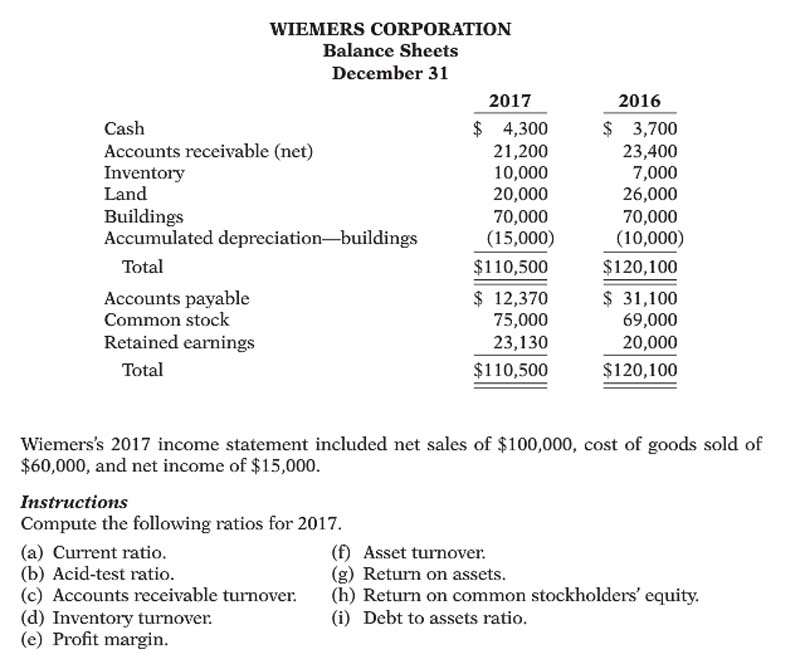 WIEMERS CORPORATION
Balance Sheets
December 31
2017 2016
Cash $ 4,300 $ 3,700
Accounts receivable (net) 21,200 23,400
Inventory 10,000 7,000
Land 20,000 26,000
Buildings 70,000 70,000
Accumulated depreciation—buildings (15,000) (10,000)
Total $110,500 $120,100
Accounts payable $ 12,370 $ 31,100
Common stock 75,000 69,000
Retained earnings 23,130 20,000
Total $110,500 $120,100
Wiemers's 2017 income statement included net sales of $100,000, cost of goods sold of
$60,000, and net income of $15,000.
Instructions
Compute the following ratios for 2017.
(a) Current ratio. (f) Asset turnover.
(b) Acid-test ratio. (g) Return on assets.
(c) Accounts receivable turnover. (h) Return on common stockholders' equity.
(d) Inventory turnover. (i) Debt to assets ratio.
(e) Profit margin.